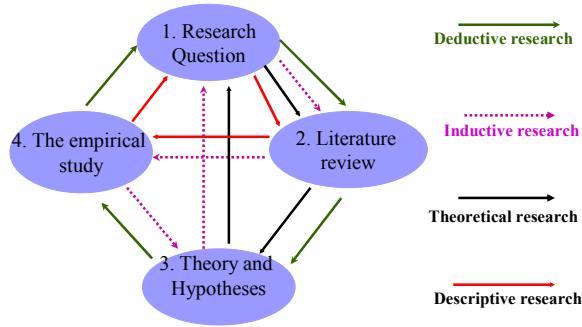 1. Research
Question
Deductive research
4. The empirical
study
2. Literature
review
Inductive research
Theoretical research
3. Theory and
Hypotheses
Descriptive research